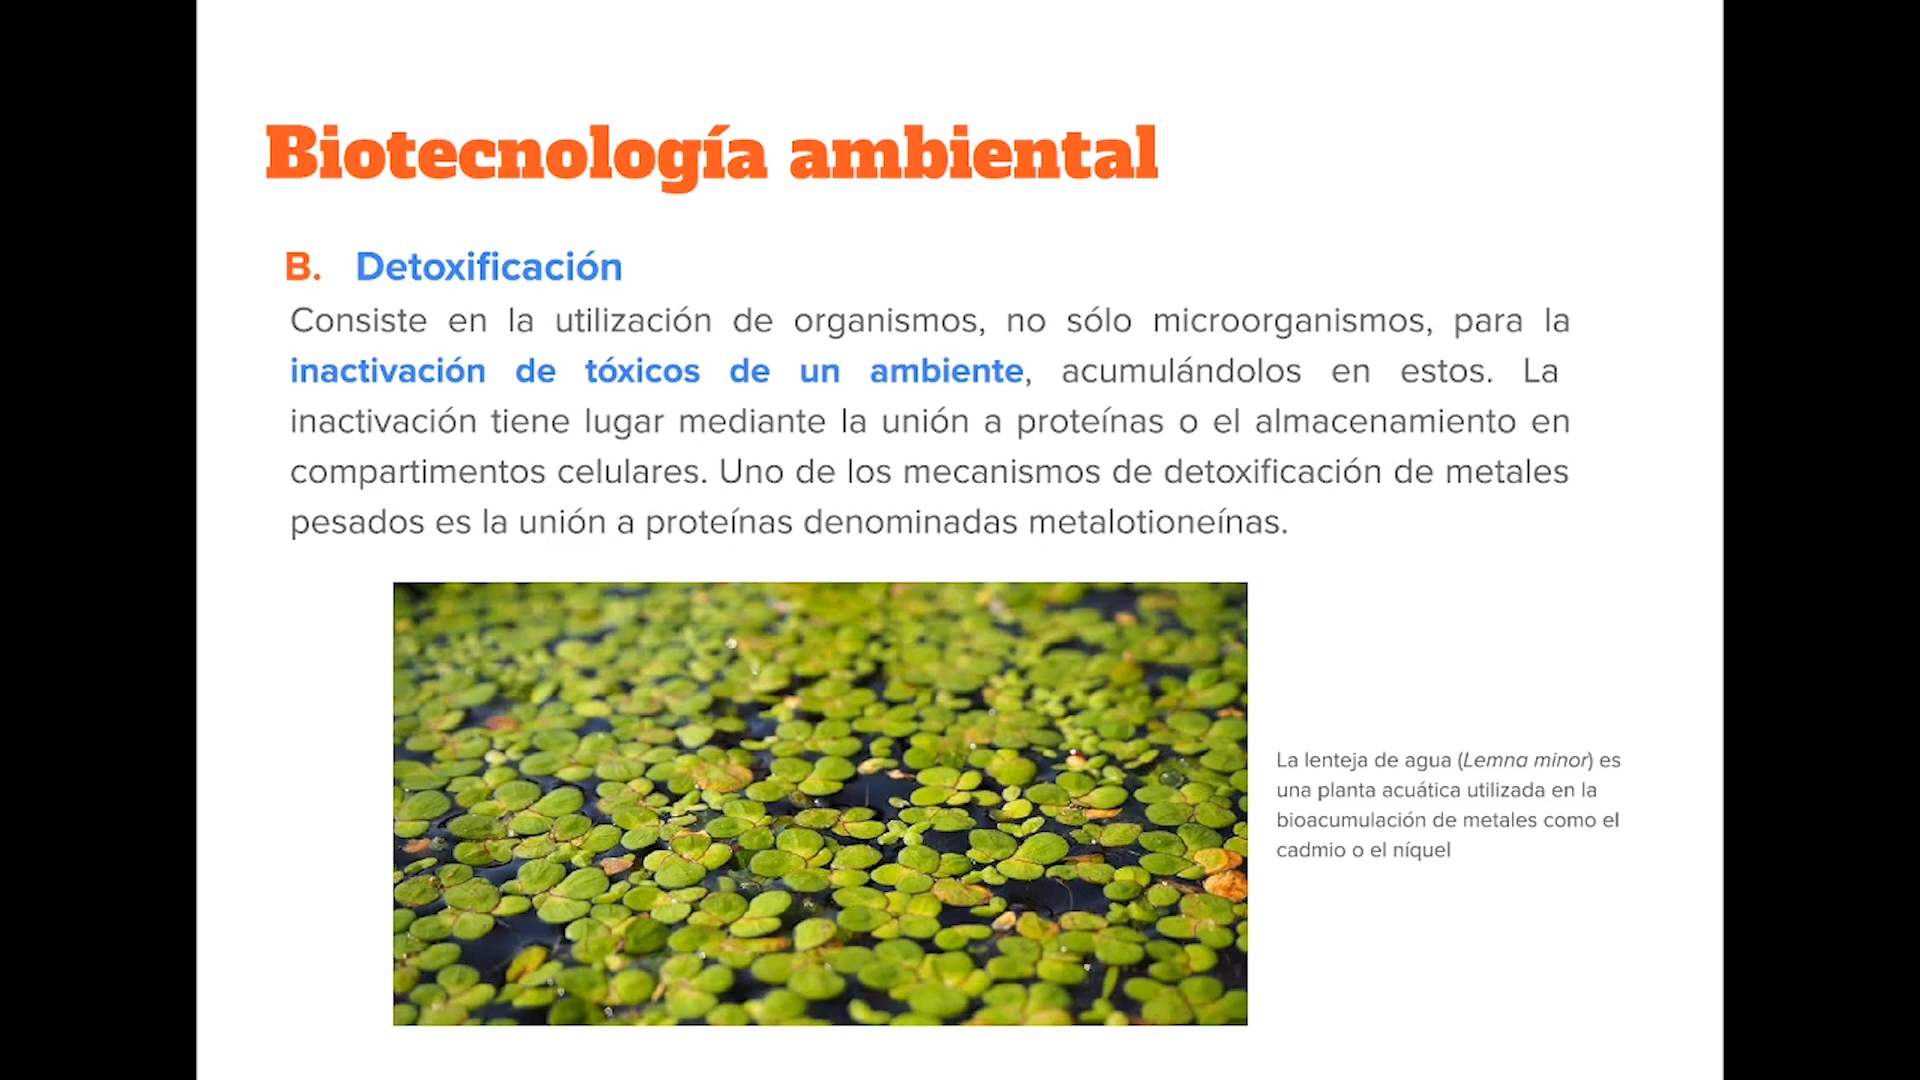 Biotecnología ambiental
B. Detoxificación
Consiste en la utilización de organismos, no sólo microorganismos, para la
inactivación de tóxicos de un ambiente, acumulándolos en estos. La
inactivación tiene lugar mediante la unión a proteínas o el almacenamiento en
compartimentos celulares. Uno de los mecanismos de detoxificación de metales
pesados es la unión a proteínas denominadas metalotioneínas.
La lenteja de agua (Lemna minor) es
una planta acuática utilizada en la
bioacumulación de metales como el
cadmio o el níquel